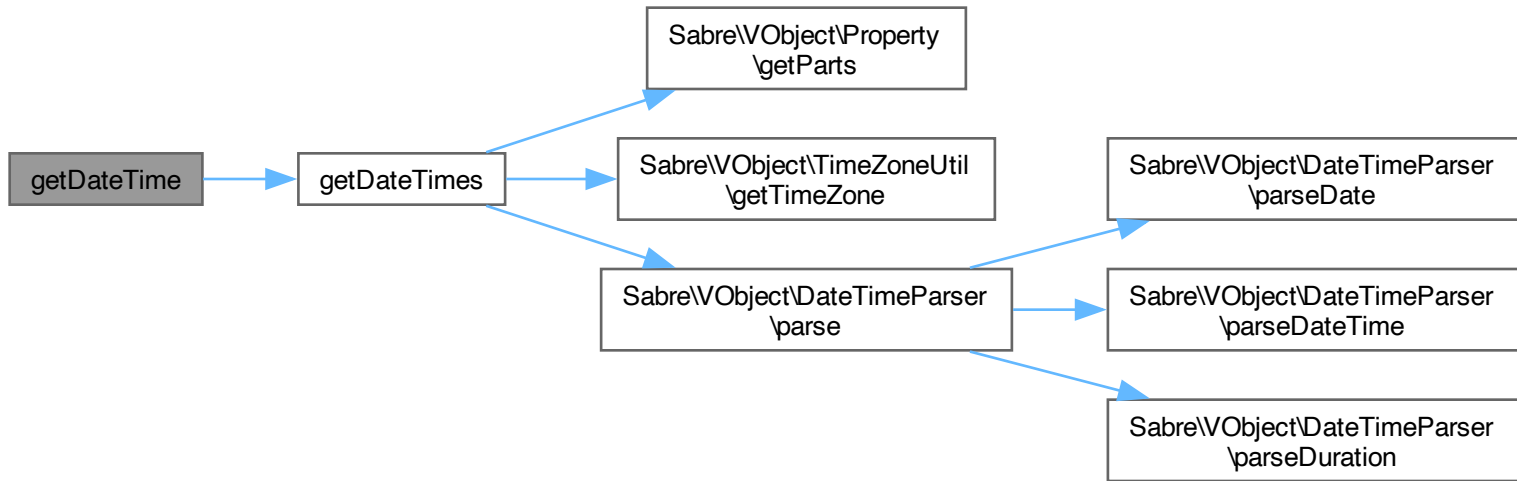 Sabre\VObject\Property
\getParts
getDateTime
getDateTimes
Sabre\VObject\TimeZoneUtil
\getTimeZone
Sabre\VObject\DateTimeParser
\parse
Sabre\VObject\DateTimeParser
\parseDate
Sabre\VObject\DateTimeParser
\parseDateTime
Sabre\VObject\DateTimeParser
\parseDuration